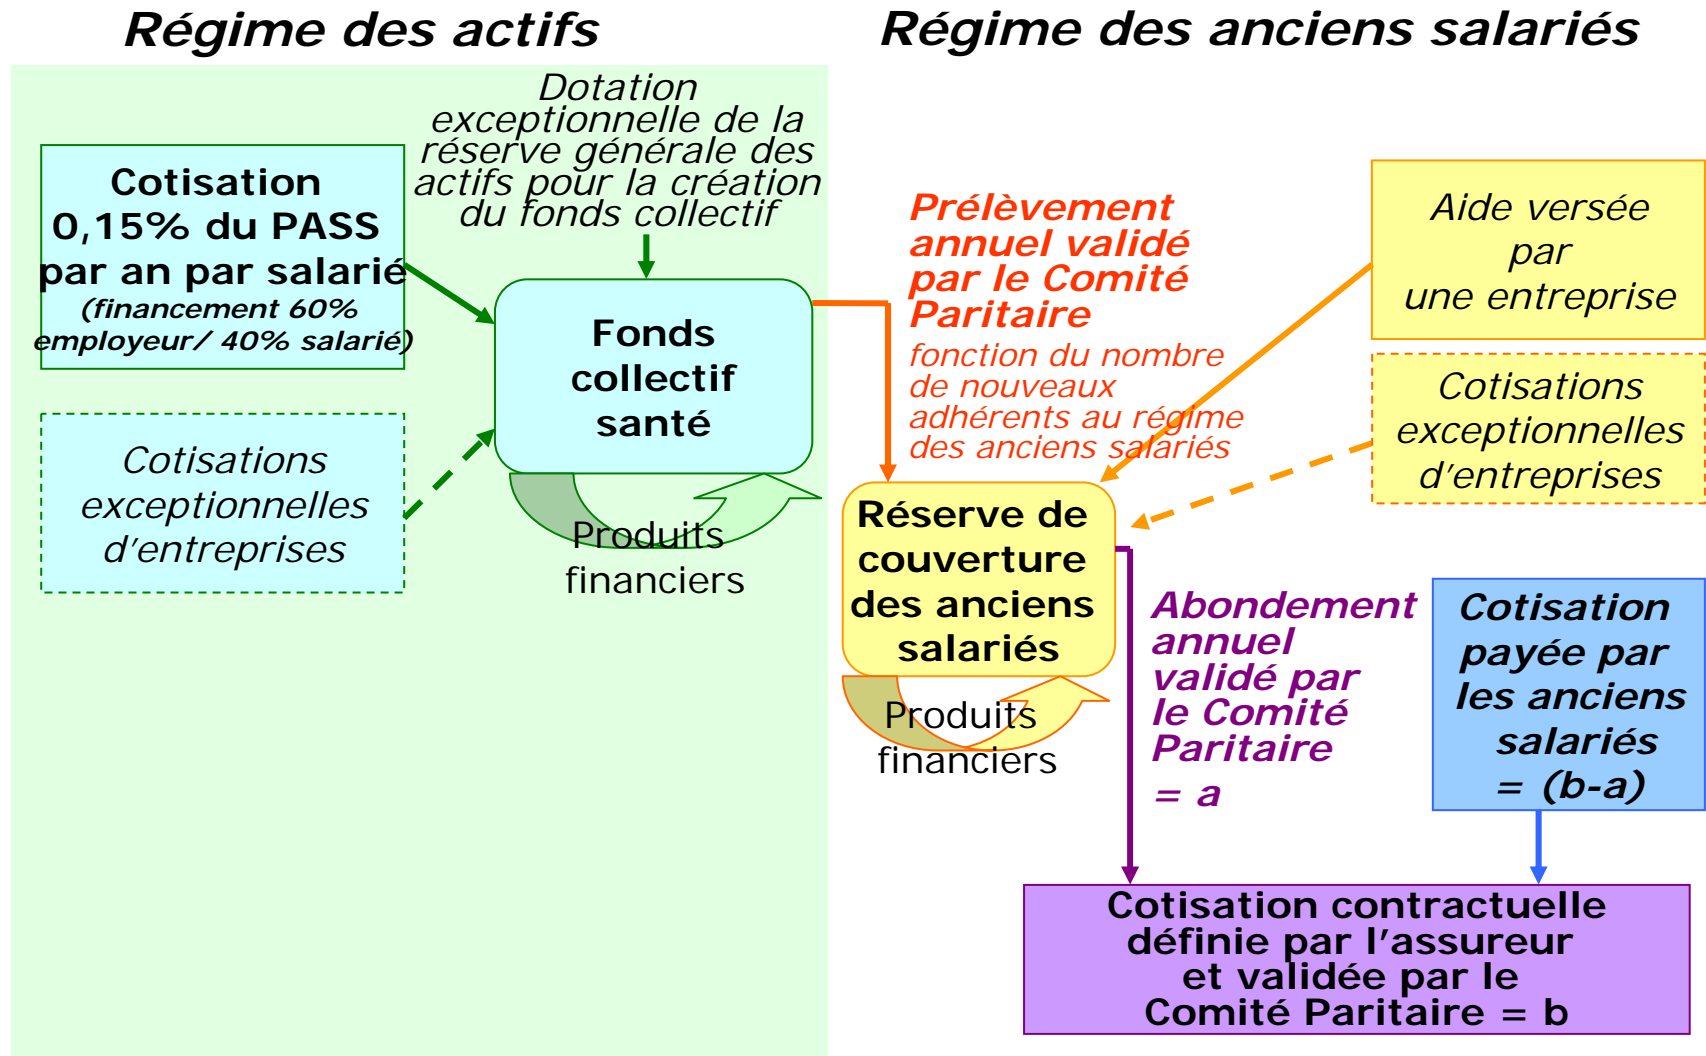 Régime des actifs
Régime des anciens salariés
Dotation
exceptionnelle de la
réserve générale des
actifs pour la création
du fonds collectif
Cotisation
0,15% du PASS
par an par salarié
(financement 60%
employeur/ 40% salarié)
Fonds
collectif
santé
Cotisations
exceptionnelles
d'entreprises
Produits
financiers
Prélèvement
annuel validé
par le Comité
Paritaire
fonction du nombre
de nouveaux
adhérents au régime
des anciens salariés
Aide versée
par
une entreprise
Cotisations
exceptionnelles
d'entreprises
Réserve de
couverture
des anciens
salariés
Produits
financiers
Abondement
annuel
validé par
le Comité
Paritaire
= a
Cotisation
payée par
les anciens
salariés
= (b-a)
Cotisation contractuelle
définie par l'assureur
et validée par le
Comité Paritaire = b